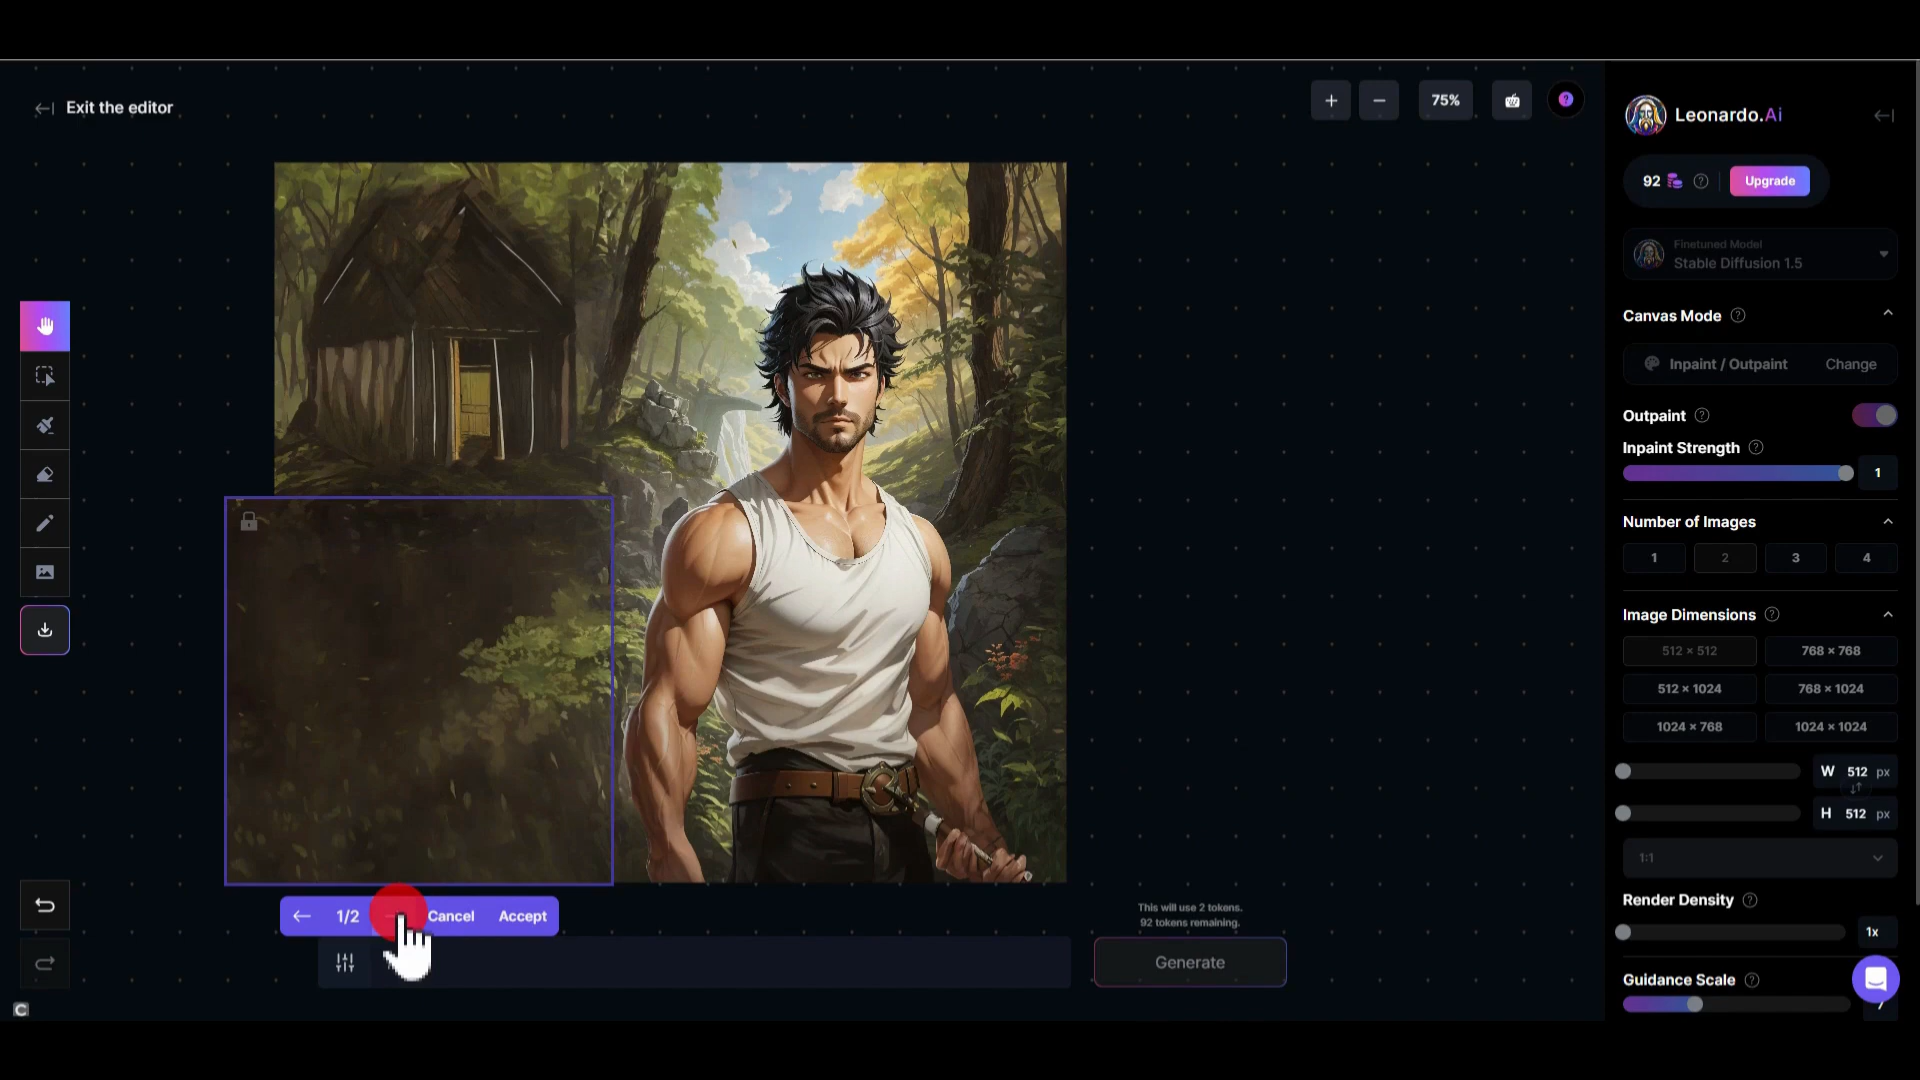 Exit the editor
75%
Leonardo.Ai
92
Upgrade
Finetuned Model
Stable Diffusion 1.5
Canvas Mode
Inpaint / Outpaint
Change
Outpaint
Inpaint Strength
1
Number of Images
1 2 3 4
Image Dimensions
512 × 512 768 × 768
512 × 1024 768 × 1024
1024 × 768 1024 × 1024
W 512 px
H 512 px
1:1
Render Density
1x
Guidance Scale
1/2 Cancel Accept
This will use 2 tokens.
92 tokens remaining.
Generate